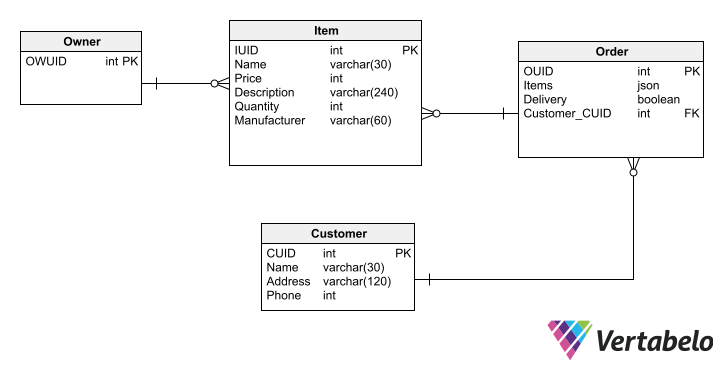 Owner
OWUID int PK
Item
IUID int PK
Name varchar(30)
Price int
Description varchar(240)
Quantity int
Manufacturer varchar(60)
Order
OUID int PK
Items json
Delivery boolean
Customer_CUID int FK
Customer
CUID int PK
Name varchar(30)
Address varchar(120)
Phone int
Vertabelo